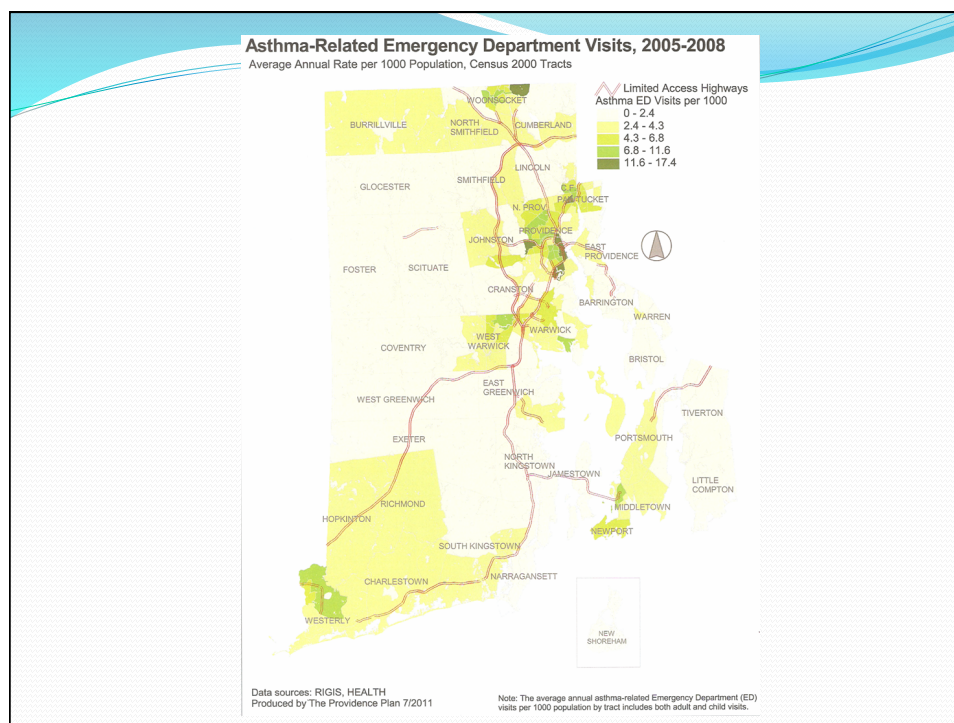 Asthma-Related Emergency Department Visits, 2005-2008
Average Annual Rate per 1000 Population, Census 2000 Tracts
Limited Access Highways
Asthma ED Visits per 1000
0 - 2.4
2.4 - 4.3
4.3 - 6.8
6.8 - 11.6
11.6 - 17.4
WOONSOCKET
BURRILLVILLE
NORTH
SMITHFIELD
CUMBERLAND
LINCOLN
SMITHFIELD
GLOCESTER
C.F.
PAWTUCKET
N. PROV.
PROVIDENCE
JOHNSTON
EAST
PROVIDENCE
FOSTER
SCITUATE
CRANSTON
BARRINGTON
WARREN
WARWICK
WEST
WARWICK
COVENTRY
BRISTOL
EAST
GREENWICH
WEST GREENWICH
TIVERTON
EXETER
PORTSMOUTH
NORTH
KINGSTOWN
JAMESTOWN
LITTLE
COMPTON
RICHMOND
MIDDLETOWN
HOPKINTON
NEWPORT
SOUTH KINGSTOWN
CHARLESTOWN
NARRAGANSETT
WESTERLY
NEW
SHOREHAM
Data sources: RIGIS, HEALTH
Produced by The Providence Plan 7/2011
Note: The average annual asthma-related Emergency Department (ED)
visits per 1000 population by tract includes both adult and child visits.